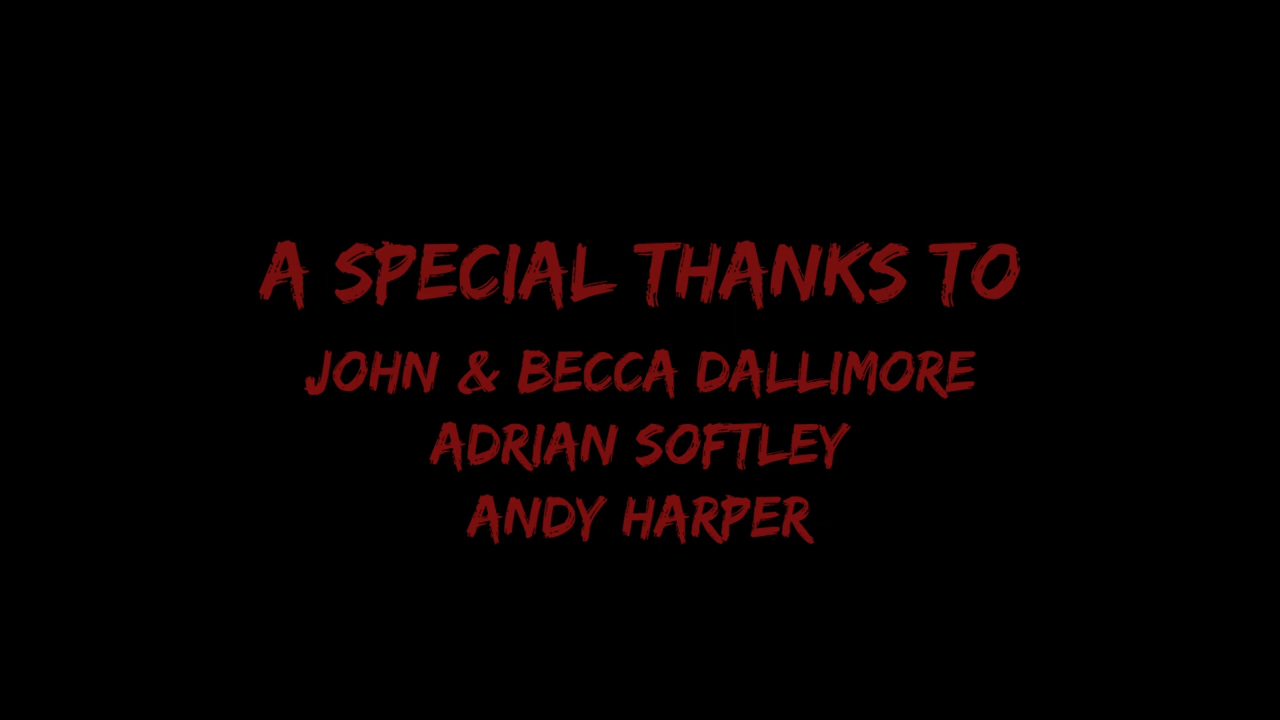 A SPECIAL THANKS TO
JOHN & BECCA DALLIMORE
ADRIAN SOFTLEY
ANDY HARPER